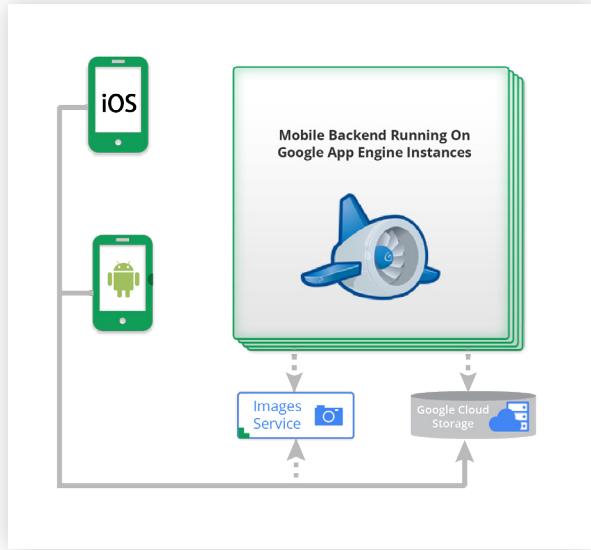 iOS
Mobile Backend Running On
Google App Engine Instances
Images
Service
Google Cloud
Storage